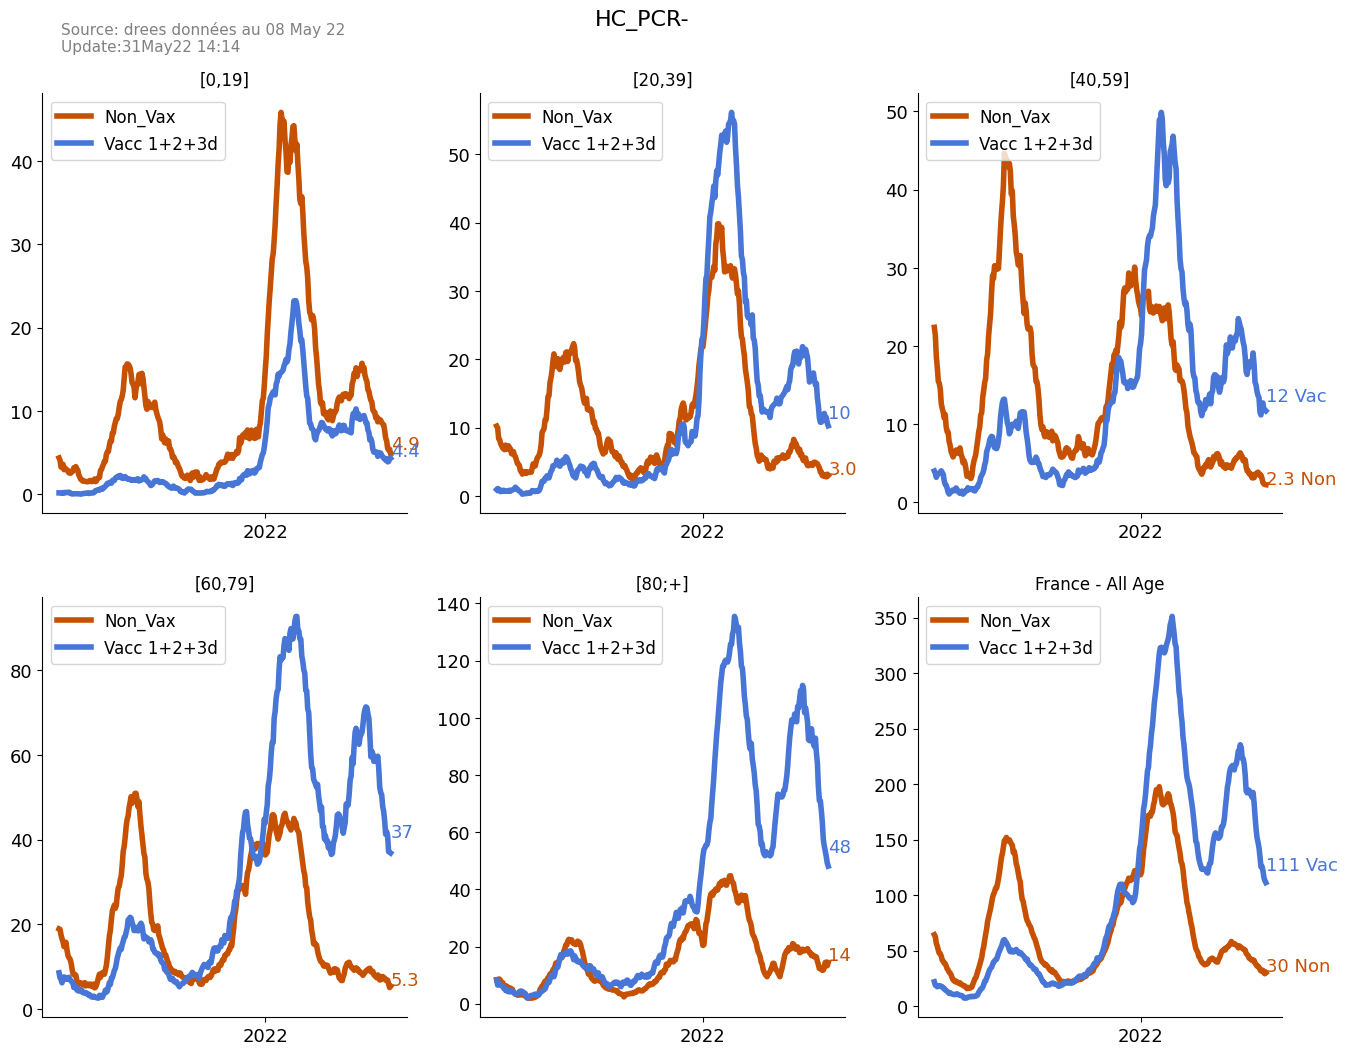 HC_PCR-
Source: drees données au 08 May 22
Update:31May22 14:14
[0,19]
Non_Vax
Vacc 1+2+3d
40
30
20
10
0
4.9
4.4
2022
[20,39]
Non_Vax
Vacc 1+2+3d
50
40
30
20
10
0
10
3.0
2022
[40,59]
Non_Vax
Vacc 1+2+3d
50
40
30
20
10
0
12 Vac
2.3 Non
2022
[60,79]
Non_Vax
Vacc 1+2+3d
80
60
40
20
0
37
5.3
2022
[80;+]
Non_Vax
Vacc 1+2+3d
140
120
100
80
60
40
20
0
48
14
2022
France - All Age
Non_Vax
Vacc 1+2+3d
350
300
250
200
150
100
50
0
111 Vac
30 Non
2022